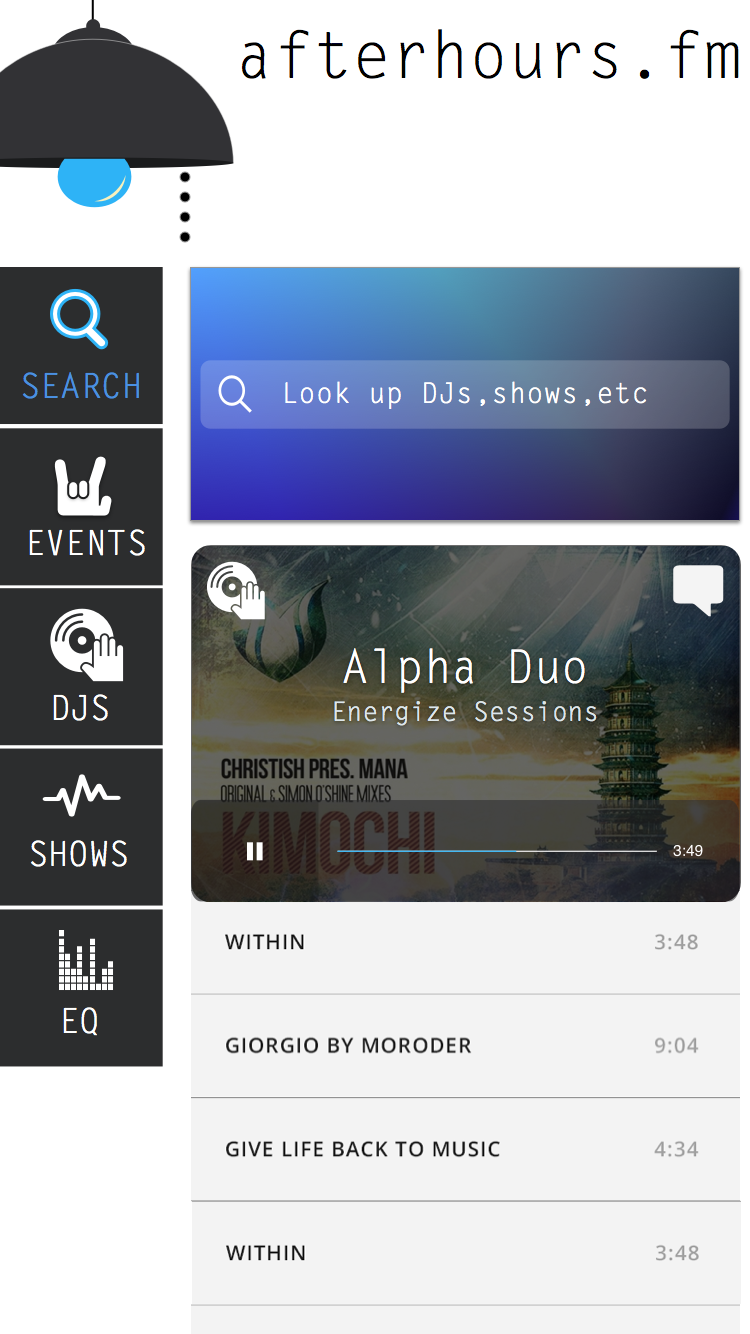 afterhours.fm
SEARCH
EVENTS
DJS
SHOWS
EQ
Look up DJs,shows,etc
Alpha Duo
Energize Sessions
CHRISTISH PRES. MANA
ORIGINAL & SIMON O'SHINE MIXES
KIMOCHI
3:49
WITHIN 3:48
GIORGIO BY MORODER 9:04
GIVE LIFE BACK TO MUSIC 4:34
WITHIN 3:48